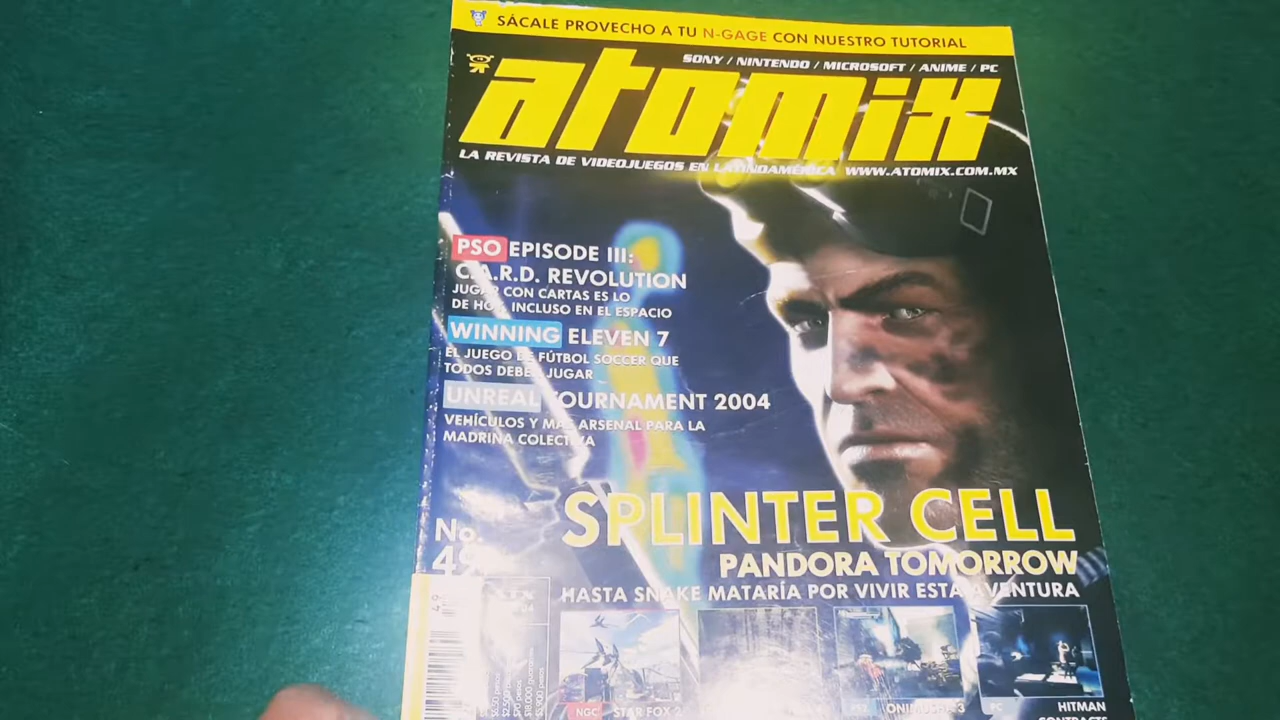 SÁCALE PROVECHO A TU N-GAGE CON NUESTRO TUTORIAL
SONY / NINTENDO / MICROSOFT / ANIME / PC
atomix
LA REVISTA DE VIDEOJUEGOS EN LATINOAMÉRICA WWW.ATOMIX.COM.MX
PSO EPISODE III:
C.A.R.D. REVOLUTION
JUGAR CON CARTAS ES LO
DE HOY, INCLUSO EN EL ESPACIO
WINNING ELEVEN 7
EL JUEGO DE FÚTBOL SOCCER QUE
TODOS DEBEN JUGAR
UNREAL TOURNAMENT 2004
VEHÍCULOS Y MÁS ARSENAL PARA LA
MADRINA COLECTIVA
SPLINTER CELL
PANDORA TOMORROW
HASTA SNAKE MATARÍA POR VIVIR ESTA AVENTURA
No.
49
49
NGC STAR FOX 2
ONIMUSHA 3
PC HITMAN
CONTRACTS